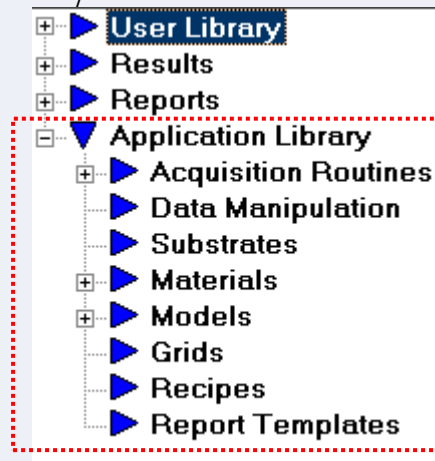 User Library
Results
Reports
Application Library
Acquisition Routines
Data Manipulation
Substrates
Materials
Models
Grids
Recipes
Report Templates